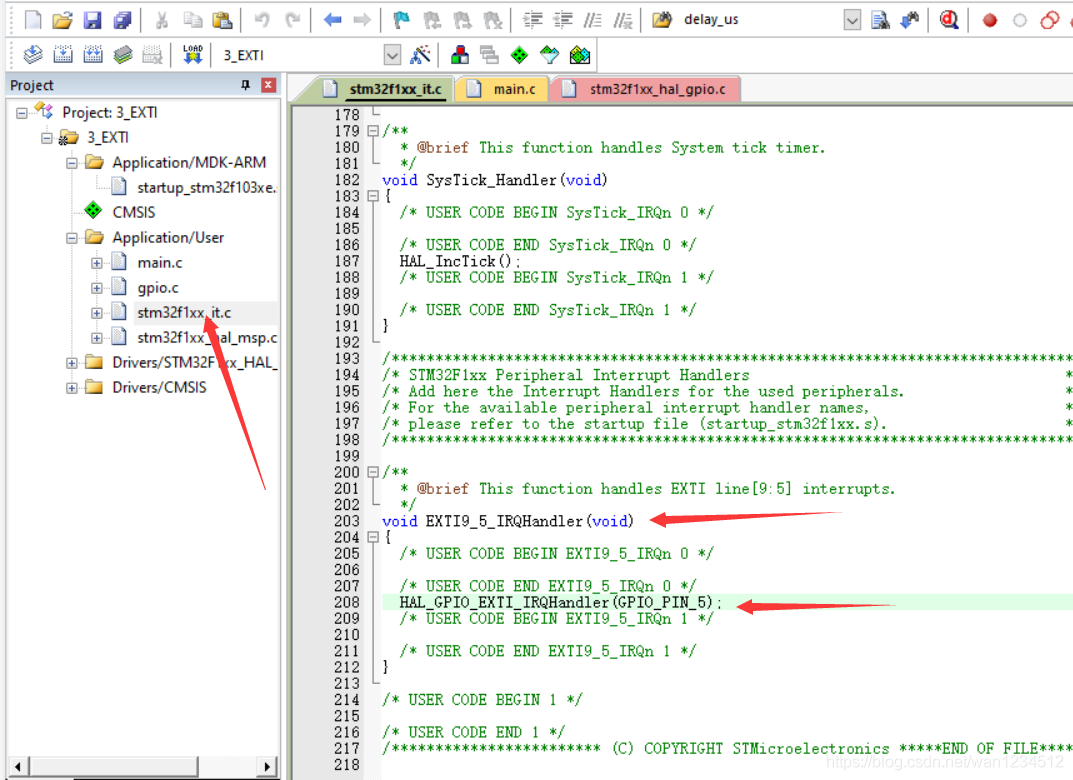 delay_us
3_EXTI
Project
Project: 3_EXTI
3_EXTI
Application/MDK-ARM
startup_stm32f103xe.
CMSIS
Application/User
main.c
gpio.c
stm32f1xx_it.c
stm32f1xx_hal_msp.c
Drivers/STM32F1xx_HAL_
Drivers/CMSIS
stm32f1xx_it.c main.c stm32f1xx_hal_gpio.c
178
179 /**
180 * @brief This function handles System tick timer.
181 */
182 void SysTick_Handler(void)
183 {
184 /* USER CODE BEGIN SysTick_IRQn 0 */
185
186 /* USER CODE END SysTick_IRQn 0 */
187 HAL_IncTick();
188 /* USER CODE BEGIN SysTick_IRQn 1 */
189
190 /* USER CODE END SysTick_IRQn 1 */
191 }
192
193 /******************************************************************************
194 /* STM32F1xx Peripheral Interrupt Handlers *
195 /* Add here the Interrupt Handlers for the used peripherals. *
196 /* For the available peripheral interrupt handler names, *
197 /* please refer to the startup file (startup_stm32f1xx.s). *
198 /******************************************************************************
199
200 /**
201 * @brief This function handles EXTI line[9:5] interrupts.
202 */
203 void EXTI9_5_IRQHandler(void)
204 {
205 /* USER CODE BEGIN EXTI9_5_IRQn 0 */
206
207 /* USER CODE END EXTI9_5_IRQn 0 */
208 HAL_GPIO_EXTI_IRQHandler(GPIO_PIN_5);
209 /* USER CODE BEGIN EXTI9_5_IRQn 1 */
210
211 /* USER CODE END EXTI9_5_IRQn 1 */
212 }
213
214 /* USER CODE BEGIN 1 */
215
216 /* USER CODE END 1 */
217 /************************ (C) COPYRIGHT STMicroelectronics *****END OF FILE****
218
https://blog.csdn.net/wan1234512
LOAD